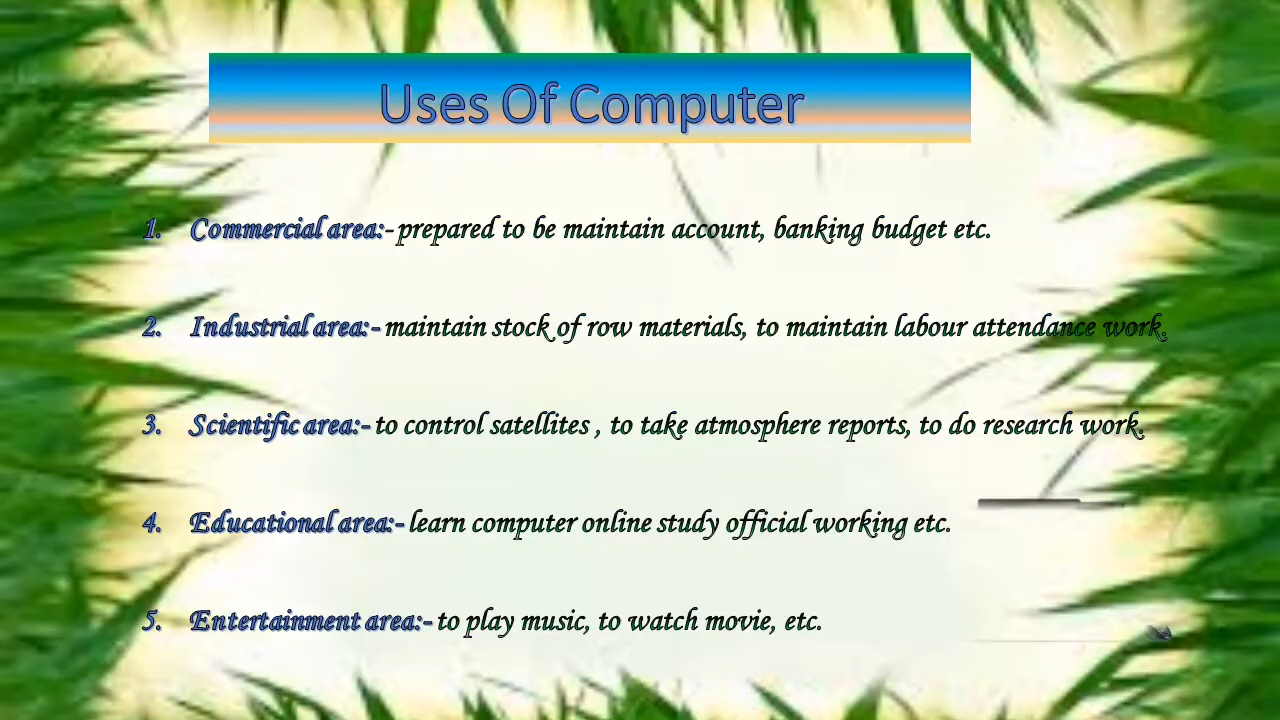 Uses Of Computer
1. Commercial area:- prepared to be maintain account, banking budget etc.
2. Industrial area:- maintain stock of row materials, to maintain labour attendance work.
3. Scientific area:- to control satellites , to take atmosphere reports, to do research work.
4. Educational area:- learn computer online study official working etc.
5. Entertainment area:- to play music, to watch movie, etc.